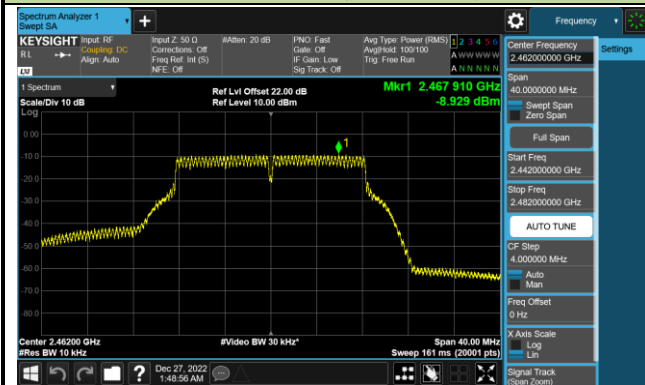 Spectrum Analyzer 1
Swept SA
Frequency
KEYSIGHT
Input: RF
Coupling: DC
Align: Auto
Input Z: 50 Ω
Corrections: Off
Freq Ref: Int (S)
NFE: Off
#Atten: 20 dB
PNO: Fast
Gate: Off
IF Gain: Low
Sig Track: Off
Avg Type: Power (RMS)
Avg|Hold: 100/100
Trig: Free Run
1 2 3 4 5 6
A W W W W W
A N N N N N
R L
LXI
1 Spectrum
Scale/Div 10 dB
Log
Ref Lvl Offset 22.00 dB
Ref Level 10.00 dBm
Mkr1 2.467 910 GHz
-8.929 dBm
1
0.00
-10.0
-20.0
-30.0
-40.0
-50.0
-60.0
-70.0
-80.0
Center 2.46200 GHz
#Res BW 10 kHz
#Video BW 30 kHz*
Span 40.00 MHz
Sweep 161 ms (20001 pts)
Dec 27, 2022
1:48:56 AM
?
Center Frequency
2.462000000 GHz
Settings
Span
40.0000000 MHz
Swept Span
Zero Span
Full Span
Start Freq
2.442000000 GHz
Stop Freq
2.482000000 GHz
AUTO TUNE
CF Step
4.000000 MHz
Auto
Man
Freq Offset
0 Hz
X Axis Scale
Log
Lin
Signal Track
(Span Zoom)